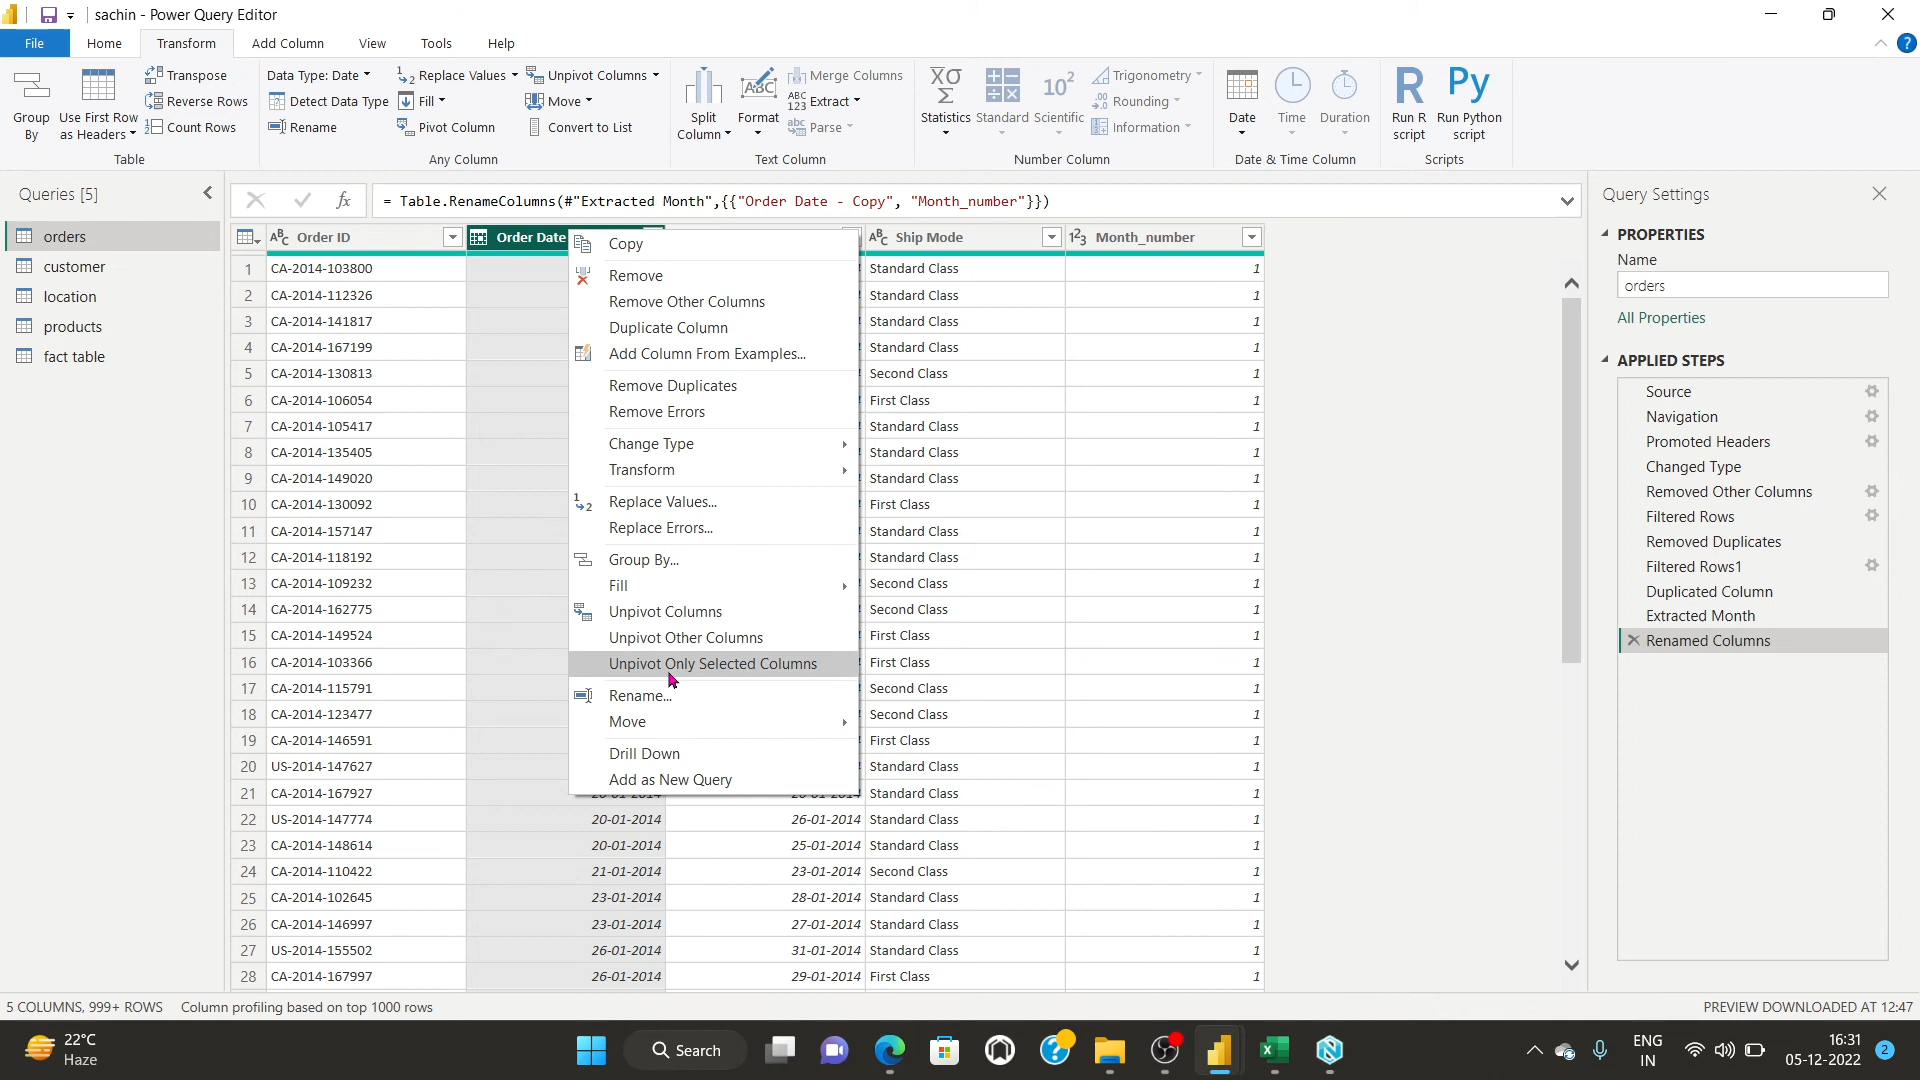 sachin - Power Query Editor
File Home Transform Add Column View Tools Help
Group By
Use First Row as Headers
Transpose
Reverse Rows
Count Rows
Table
Data Type: Date
Detect Data Type
Rename
Replace Values
Fill
Pivot Column
Unpivot Columns
Move
Convert to List
Any Column
Split Column
Format
ABC
Merge Columns
ABC 123 Extract
abc Parse
Text Column
XO Σ
Statistics
Standard
10² Scientific
Trigonometry
.00 Rounding
Information
Number Column
Date
Time
Duration
Date & Time Column
R
Run R script
Py
Run Python script
Scripts
Queries [5]
orders
customer
location
products
fact table
fx
= Table.RenameColumns(#"Extracted Month",{{"Order Date - Copy", "Month_number"}})
ABC Order ID Order Date ABC Ship Mode 123 Month_number
1 CA-2014-103800 Standard Class 1
2 CA-2014-112326 Standard Class 1
3 CA-2014-141817 Standard Class 1
4 CA-2014-167199 Standard Class 1
5 CA-2014-130813 Second Class 1
6 CA-2014-106054 First Class 1
7 CA-2014-105417 Standard Class 1
8 CA-2014-135405 Standard Class 1
9 CA-2014-149020 Standard Class 1
10 CA-2014-130092 First Class 1
11 CA-2014-157147 Standard Class 1
12 CA-2014-118192 Standard Class 1
13 CA-2014-109232 Second Class 1
14 CA-2014-162775 Second Class 1
15 CA-2014-149524 First Class 1
16 CA-2014-103366 First Class 1
17 CA-2014-115791 Second Class 1
18 CA-2014-123477 Second Class 1
19 CA-2014-146591 First Class 1
20 US-2014-147627 Standard Class 1
21 CA-2014-167927 Standard Class 1
22 US-2014-147774 20-01-2014 26-01-2014 Standard Class 1
23 CA-2014-148614 20-01-2014 25-01-2014 Standard Class 1
24 CA-2014-110422 21-01-2014 23-01-2014 Second Class 1
25 CA-2014-102645 23-01-2014 28-01-2014 Standard Class 1
26 CA-2014-146997 23-01-2014 27-01-2014 Standard Class 1
27 US-2014-155502 26-01-2014 31-01-2014 Standard Class 1
28 CA-2014-167997 26-01-2014 29-01-2014 First Class 1
Copy
Remove
Remove Other Columns
Duplicate Column
Add Column From Examples...
Remove Duplicates
Remove Errors
Change Type
Transform
Replace Values...
Replace Errors...
Group By...
Fill
Unpivot Columns
Unpivot Other Columns
Unpivot Only Selected Columns
Rename...
Move
Drill Down
Add as New Query
Query Settings
PROPERTIES
Name
orders
All Properties
APPLIED STEPS
Source
Navigation
Promoted Headers
Changed Type
Removed Other Columns
Filtered Rows
Removed Duplicates
Filtered Rows1
Duplicated Column
Extracted Month
Renamed Columns
5 COLUMNS, 999+ ROWS Column profiling based on top 1000 rows
PREVIEW DOWNLOADED AT 12:47
22°C
Haze
Search
ENG
IN
16:31
05-12-2022
2